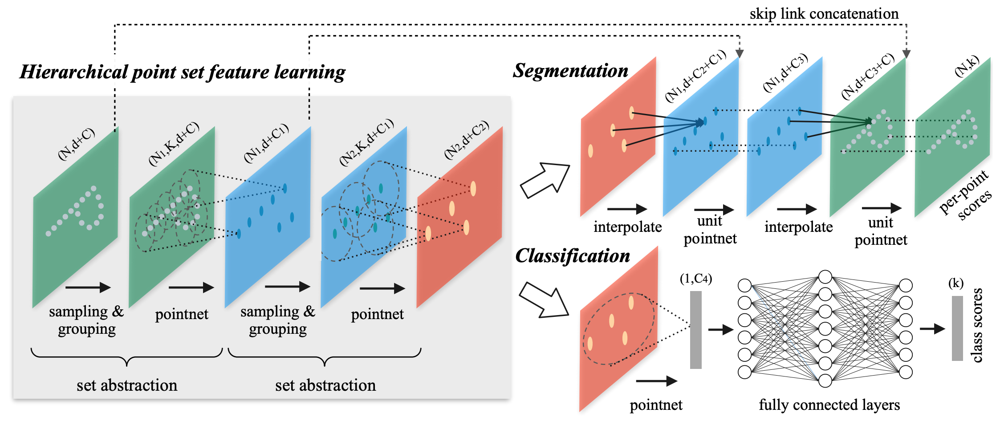 skip link concatenation
Hierarchical point set feature learning
(N,d+C)
(N1,K,d+C)
(N1,d+C1)
(N2,K,d+C1)
(N2,d+C2)
sampling &
grouping
pointnet
sampling &
grouping
pointnet
set abstraction
set abstraction
Segmentation
(N1,d+C2+C1)
(N1,d+C3)
(N,d+C3+C)
(N,k)
interpolate
unit
pointnet
interpolate
unit
pointnet
per-point
scores
Classification
(1,C4)
(k)
class scores
pointnet
fully connected layers